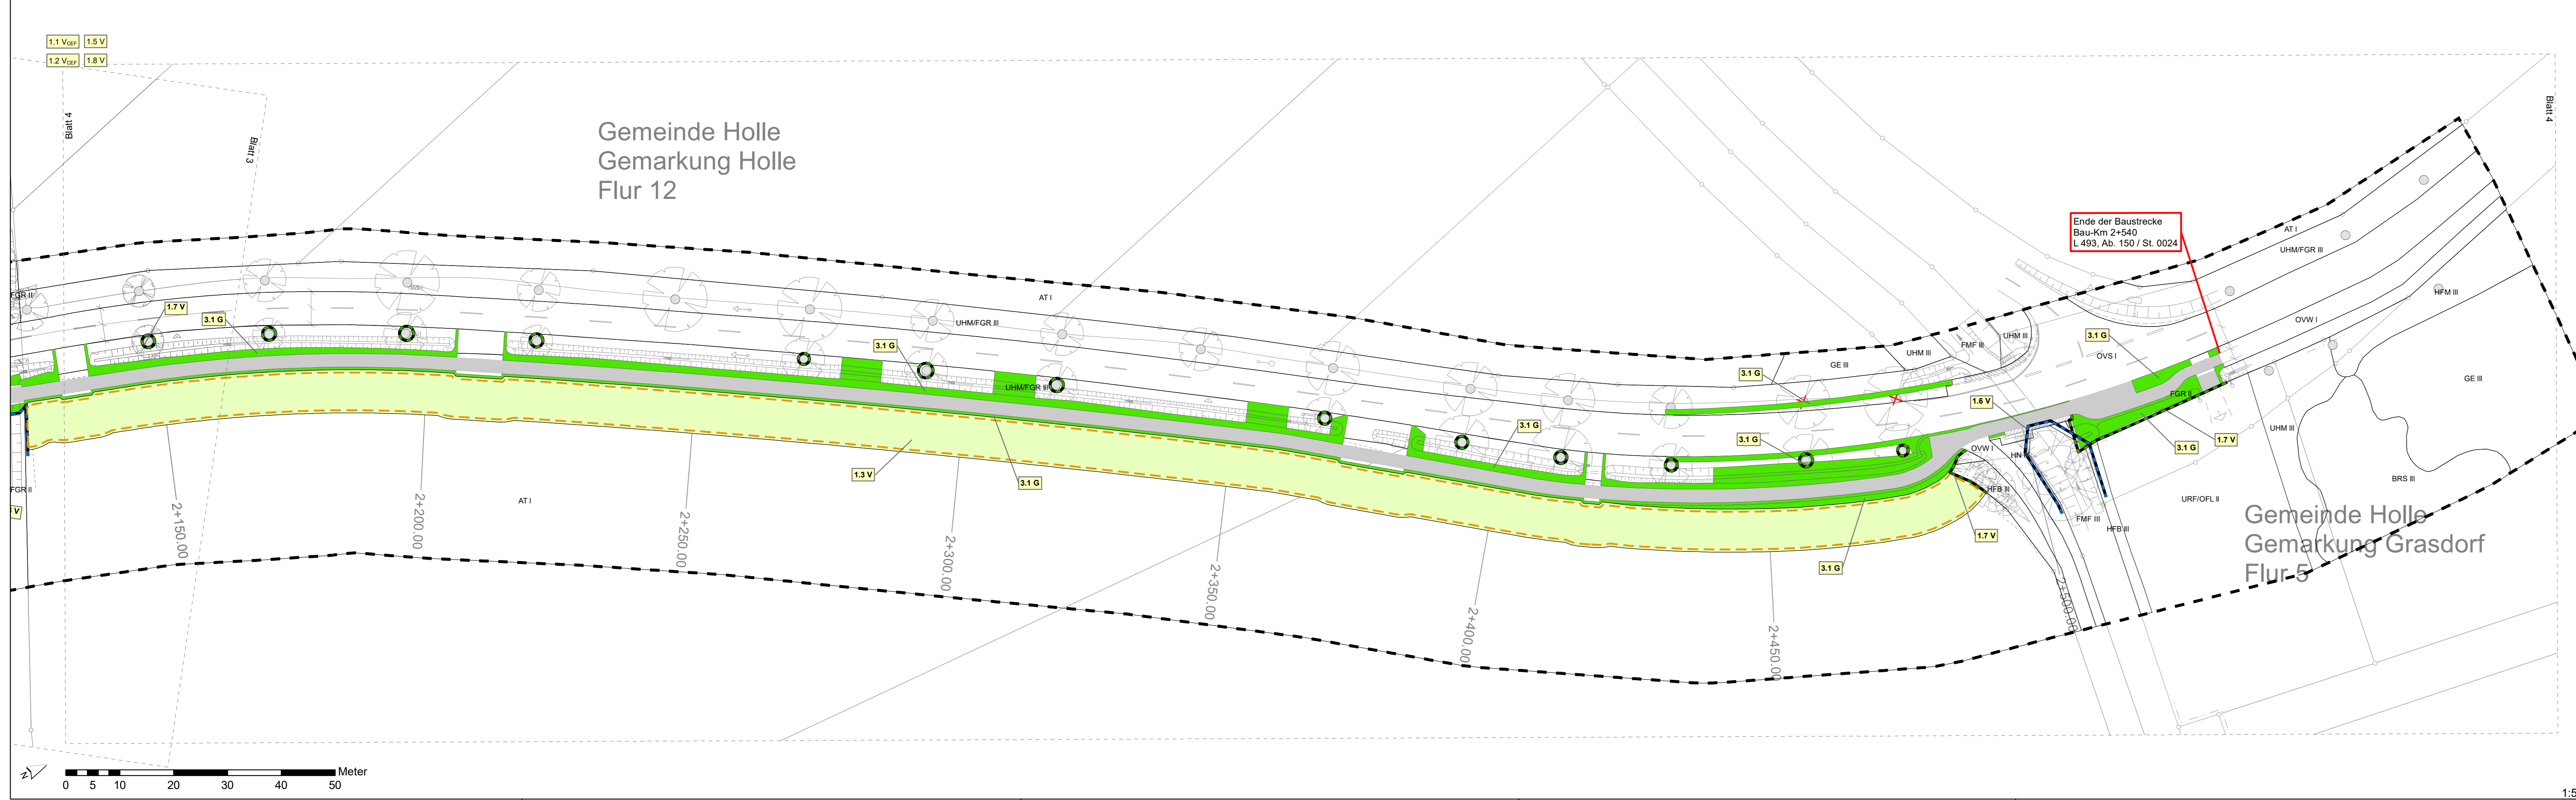 1.1 VCEF 1.5 V
1.2 VCEF 1.8 V
Blatt 4
Blatt 3
Gemeinde Holle
Gemarkung Holle
Flur 12
Blatt 4
Ende der Baustrecke
Bau-Km 2+540
L 493, Ab. 150 / St. 0024
AT I
UHM/FGR III
HFM III
OVW I
FGR II
1.7 V
3.1 G
AT I
UHM/FGR III
3.1 G
UHM/FGR III
3.1 G
GE III
UHM III
FMF III
UHM III
OVS I
3.1 G
FGR II
GE III
1.6 V
3.1 G
3.1 G
1.7 V
3.1 G
UHM III
OVW I
HN
1.3 V
3.1 G
HFB III
BRS III
FGR II
V
AT I
URF/OFL II
FMF III
HFB III
1.7 V
3.1 G
Gemeinde Holle
Gemarkung Grasdorf
Flur 5
2+150.00
2+200.00
2+250.00
2+300.00
2+350.00
2+400.00
2+450.00
2+500.00
N
Meter
0 5 10 20 30 40 50
1:5